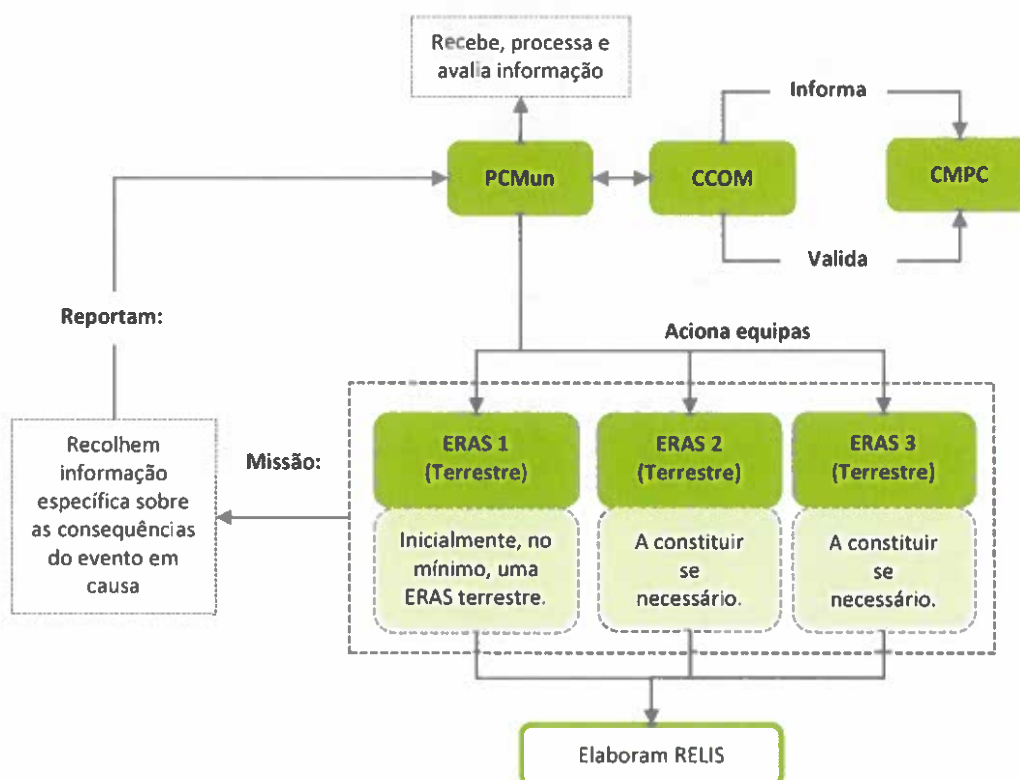 Recebe, processa e
avalia informação
Informa
PCMun
CCOM
CMPC
Valida
Reportam:
Aciona equipas
Recolhem
informação
específica sobre
as consequências
do evento em
causa
Missão:
ERAS 1
(Terrestre)
ERAS 2
(Terrestre)
ERAS 3
(Terrestre)
Inicialmente, no
mínimo, uma
ERAS terrestre.
A constituir
se
necessário.
A constituir
se
necessário.
Elaboram RELIS